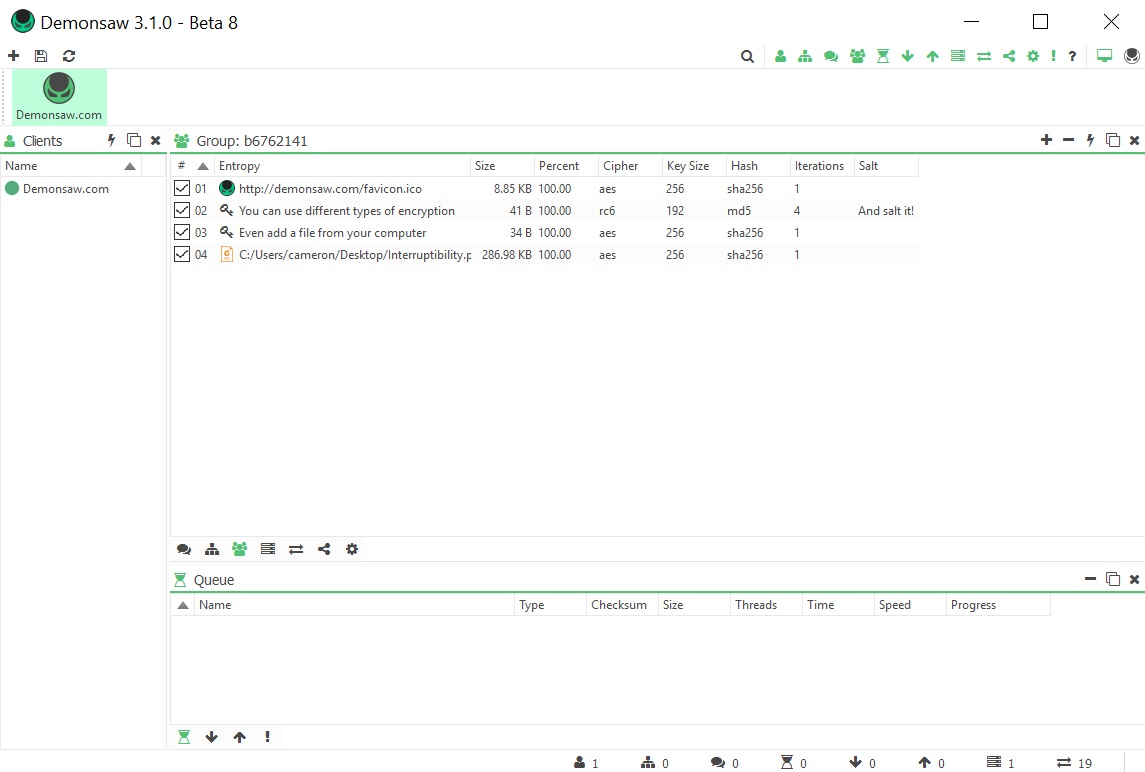 Demonsaw 3.1.0 - Beta 8
?
Demonsaw.com
Clients
Group: b6762141
Name
# Entropy Size Percent Cipher Key Size Hash Iterations Salt
Demonsaw.com
01 http://demonsaw.com/favicon.ico 8.85 KB 100.00 aes 256 sha256 1
02 You can use different types of encryption 41 B 100.00 rc6 192 md5 4 And salt it!
03 Even add a file from your computer 34 B 100.00 aes 256 sha256 1
04 C:/Users/cameron/Desktop/Interruptibility.p 286.98 KB 100.00 aes 256 sha256 1
Queue
Name Type Checksum Size Threads Time Speed Progress
1 0 0 0 0 0 1 19